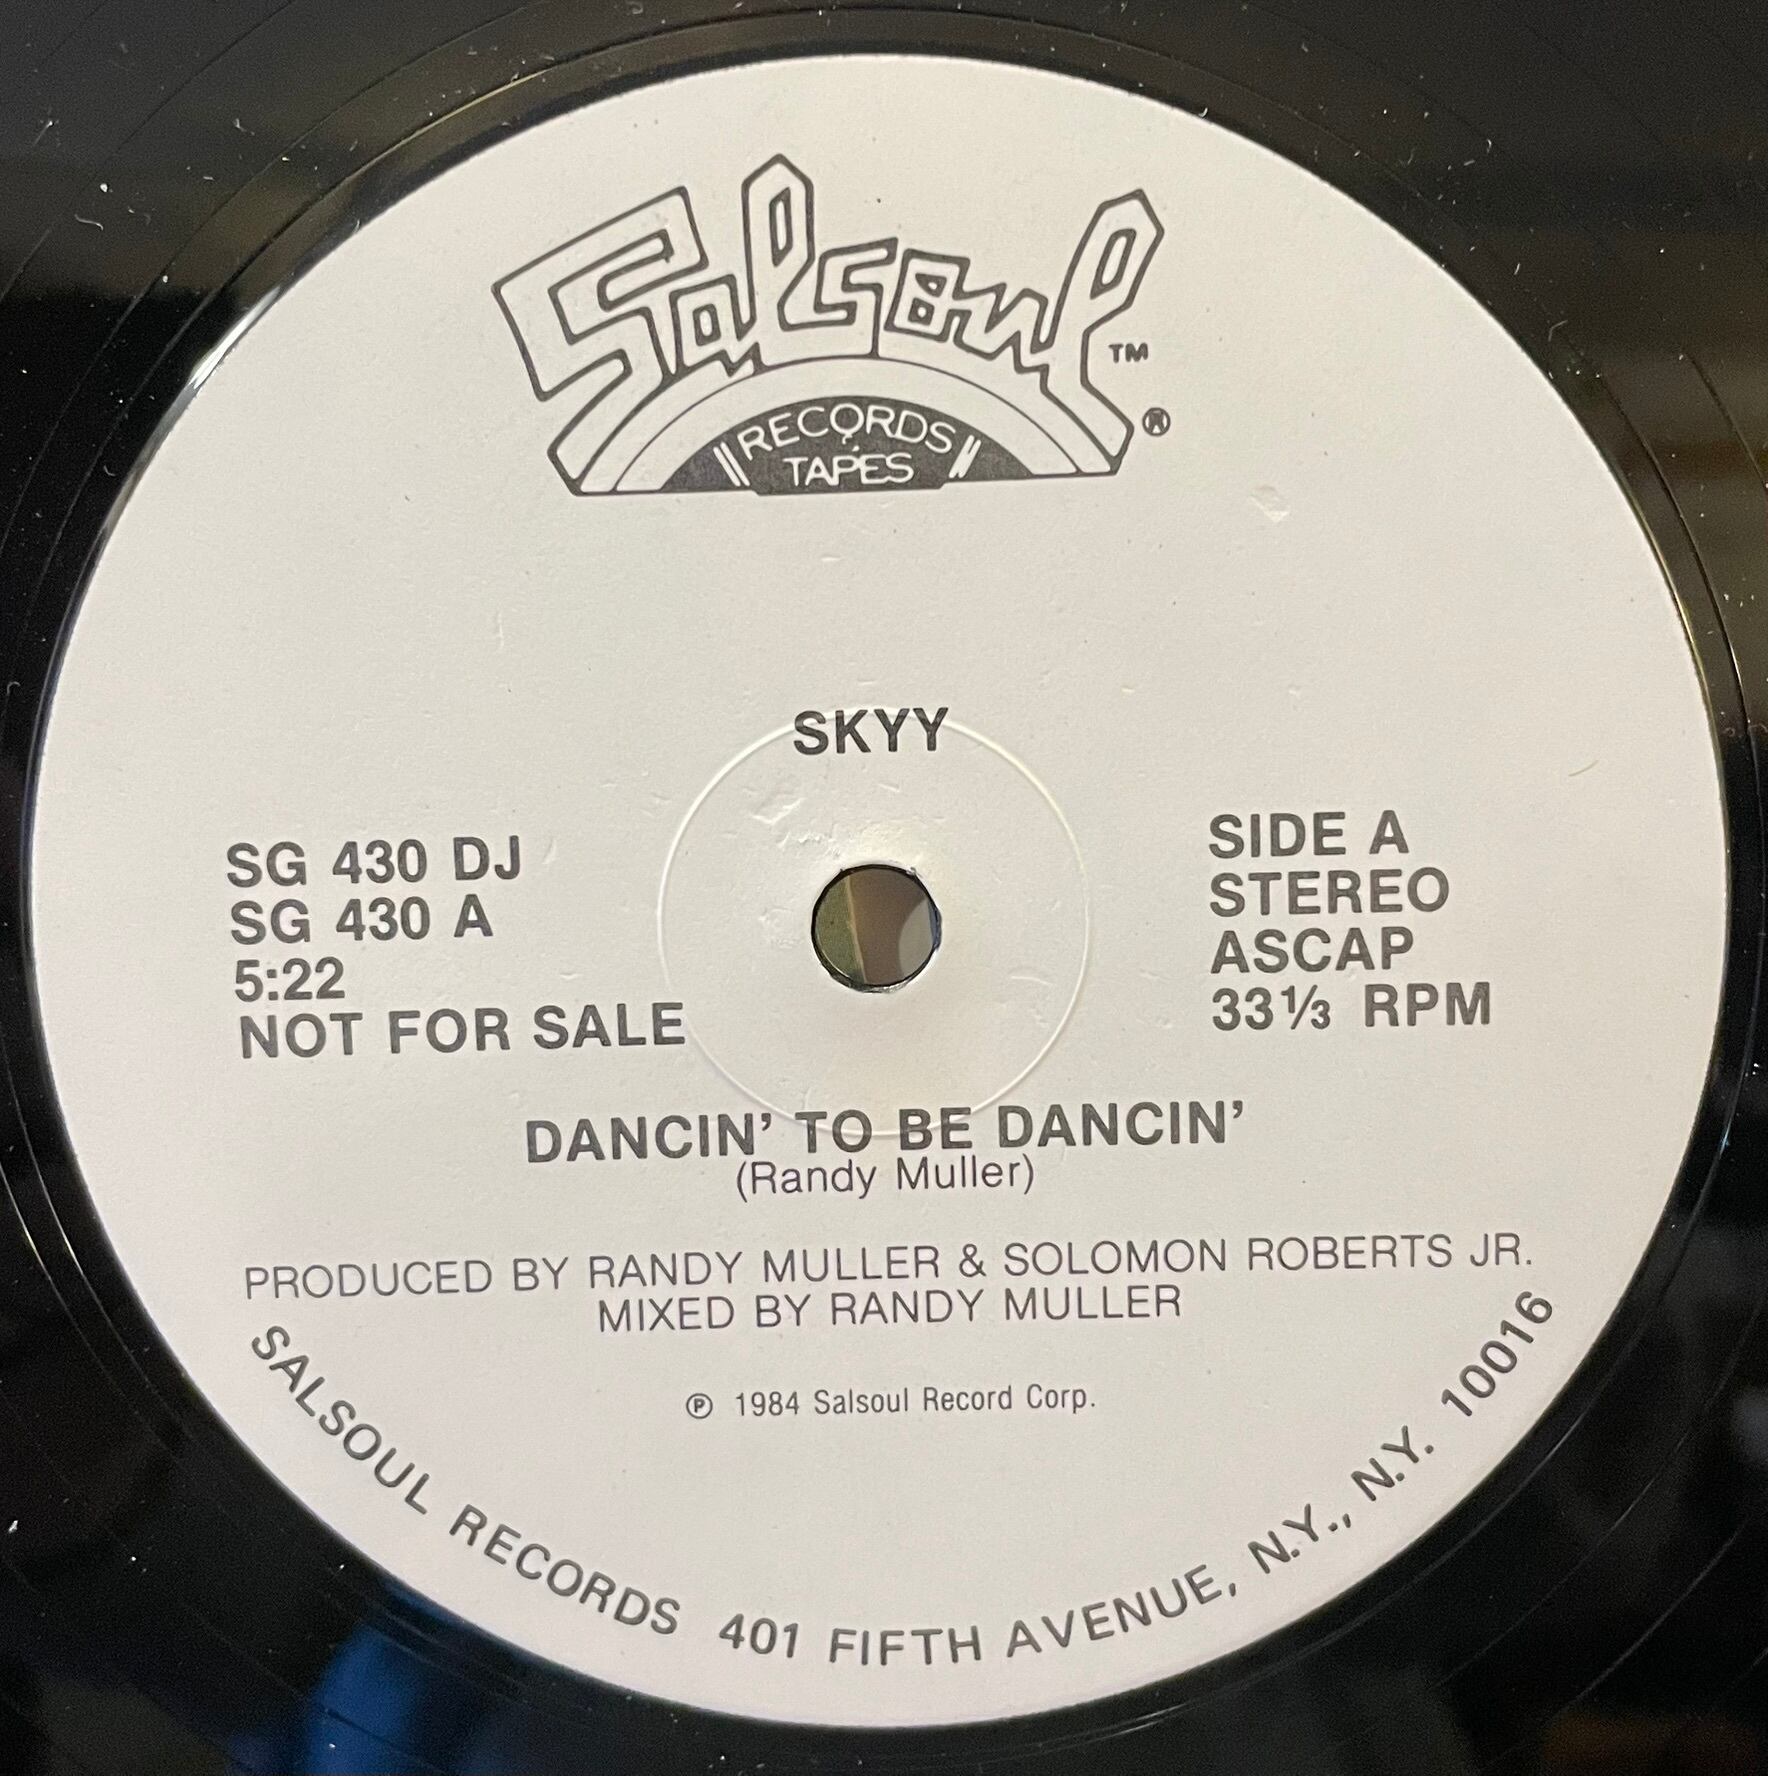 Salsoul
TM
®
RECORDS
TAPES
SKYY
SG 430 DJ
SG 430 A
5:22
NOT FOR SALE
SIDE A
STEREO
ASCAP
33⅓ RPM
DANCIN' TO BE DANCIN'
(Randy Muller)
PRODUCED BY RANDY MULLER & SOLOMON ROBERTS JR.
MIXED BY RANDY MULLER
℗ 1984 Salsoul Record Corp.
SALSOUL RECORDS 401 FIFTH AVENUE, N.Y., N.Y. 10016